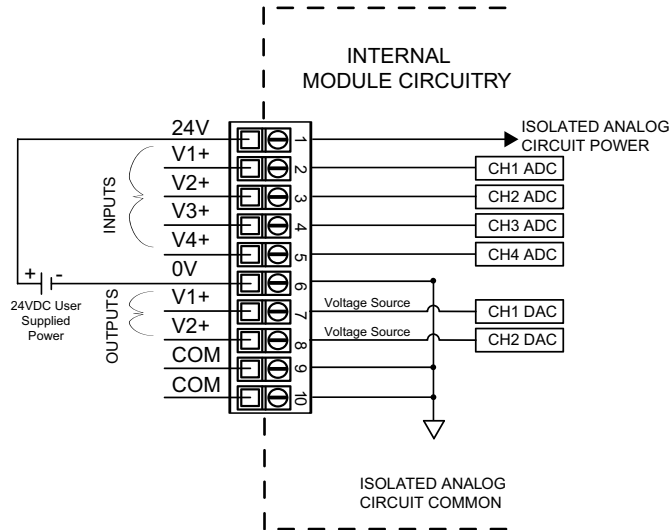 INTERNAL
MODULE CIRCUITRY
24V
1
ISOLATED ANALOG
CIRCUIT POWER
INPUTS
V1+
2
CH1 ADC
V2+
3
CH2 ADC
V3+
4
CH3 ADC
V4+
5
CH4 ADC
0V
6
+ -
24VDC User
Supplied
Power
OUTPUTS
V1+
7
Voltage Source
CH1 DAC
V2+
8
Voltage Source
CH2 DAC
COM
9
COM
10
ISOLATED ANALOG
CIRCUIT COMMON